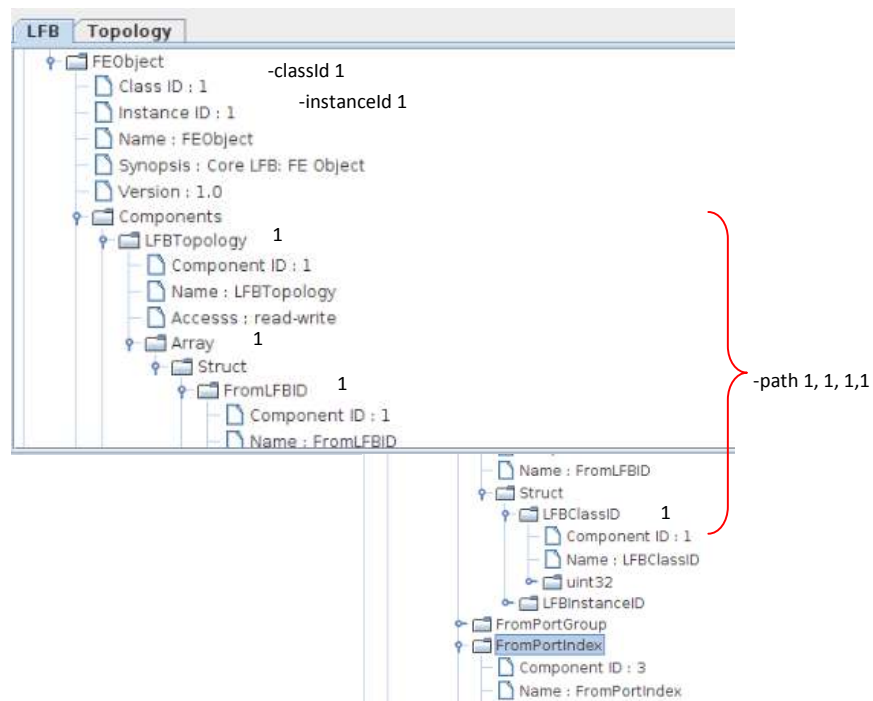 LFB Topology
FEObject
-classId 1
Class ID : 1
Instance ID : 1
-instanceId 1
Name : FEObject
Synopsis : Core LFB: FE Object
Version : 1.0
Components
LFBTopology 1
Component ID : 1
Name : LFBTopology
Accesss : read-write
Array 1
Struct
FromLFBID 1
-path 1, 1, 1,1
Component ID : 1
Name : FromLFBID
Name : FromLFBID
Struct
LFBClassID 1
Component ID : 1
Name : LFBClassID
uint32
LFBInstanceID
FromPortGroup
FromPortIndex
Component ID : 3
Name : FromPortIndex